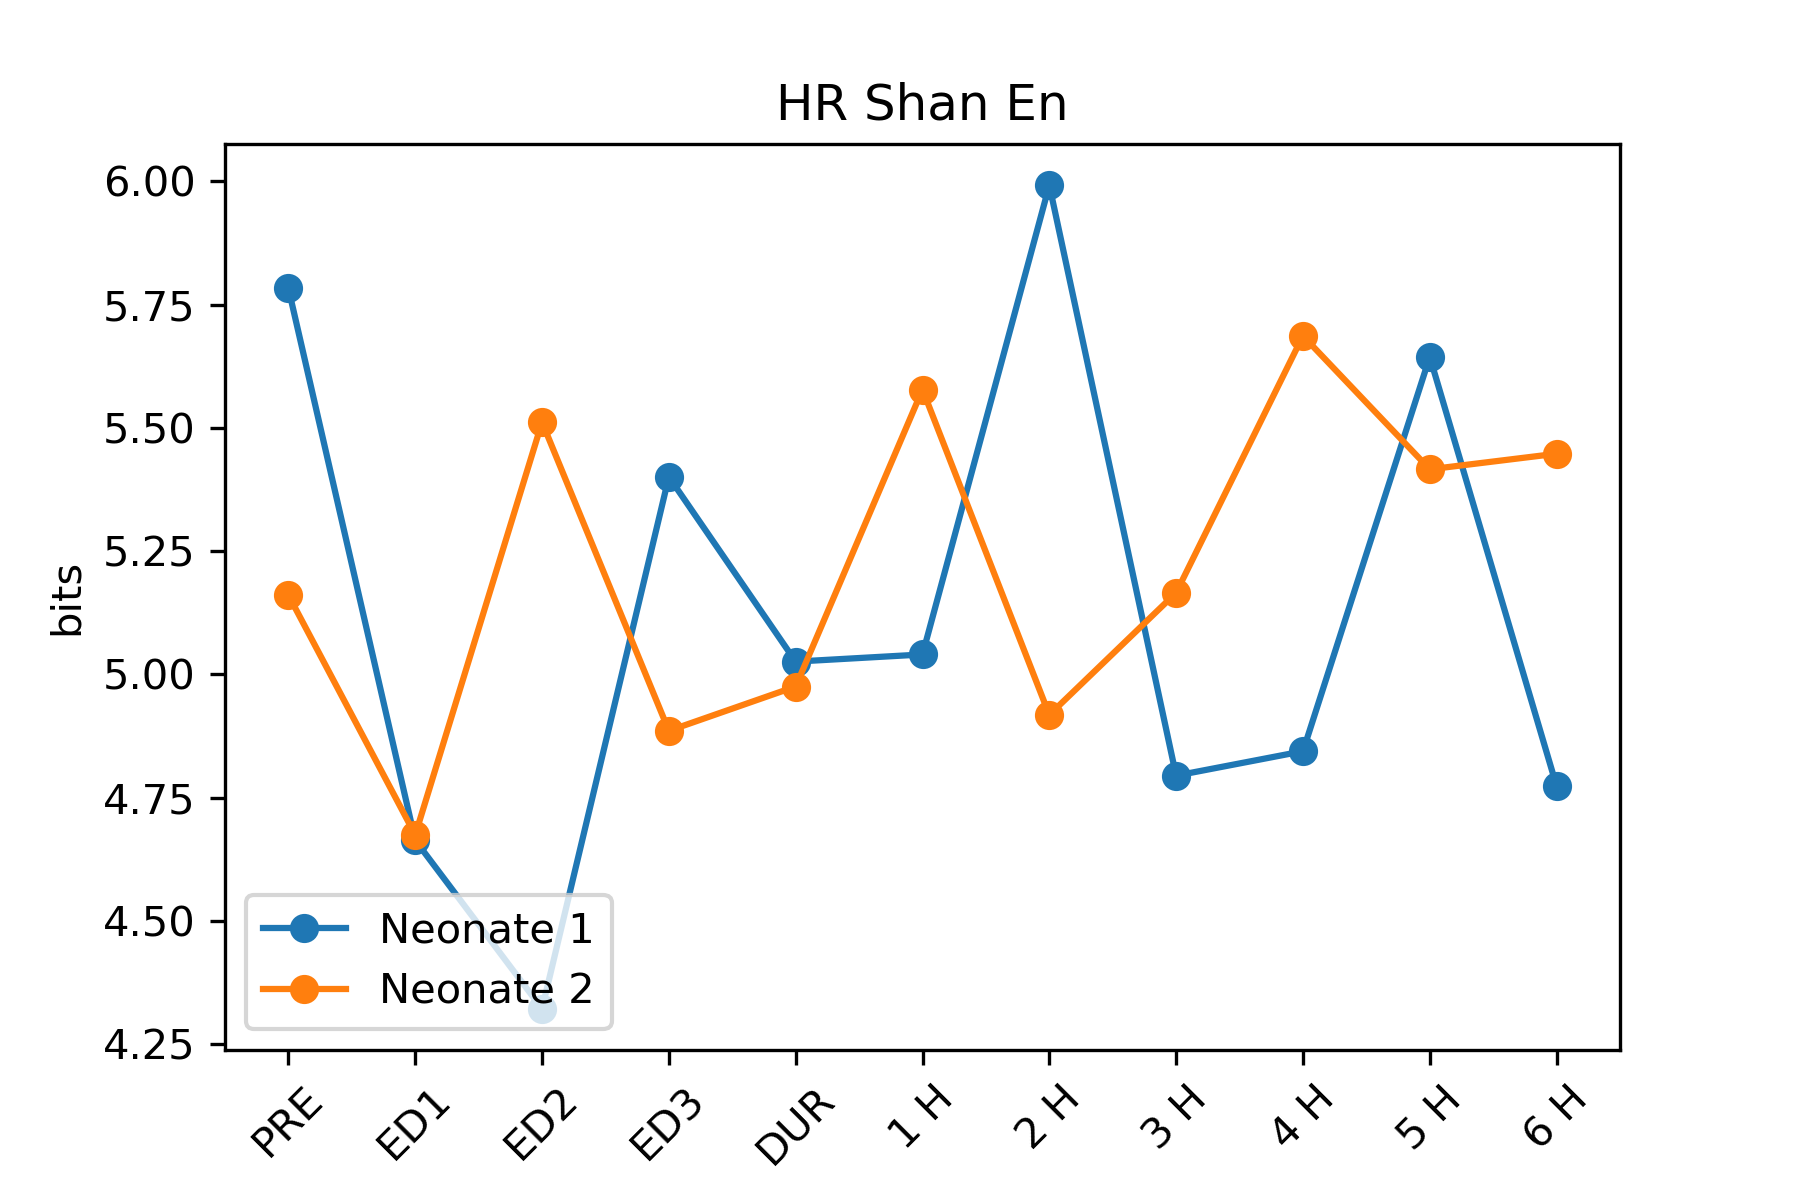 HR Shan En
bits
6.00
5.75
5.50
5.25
5.00
4.75
4.50
4.25
Neonate 1
Neonate 2
PRE ED1 ED2 ED3 DUR 1 H 2 H 3 H 4 H 5 H 6 H